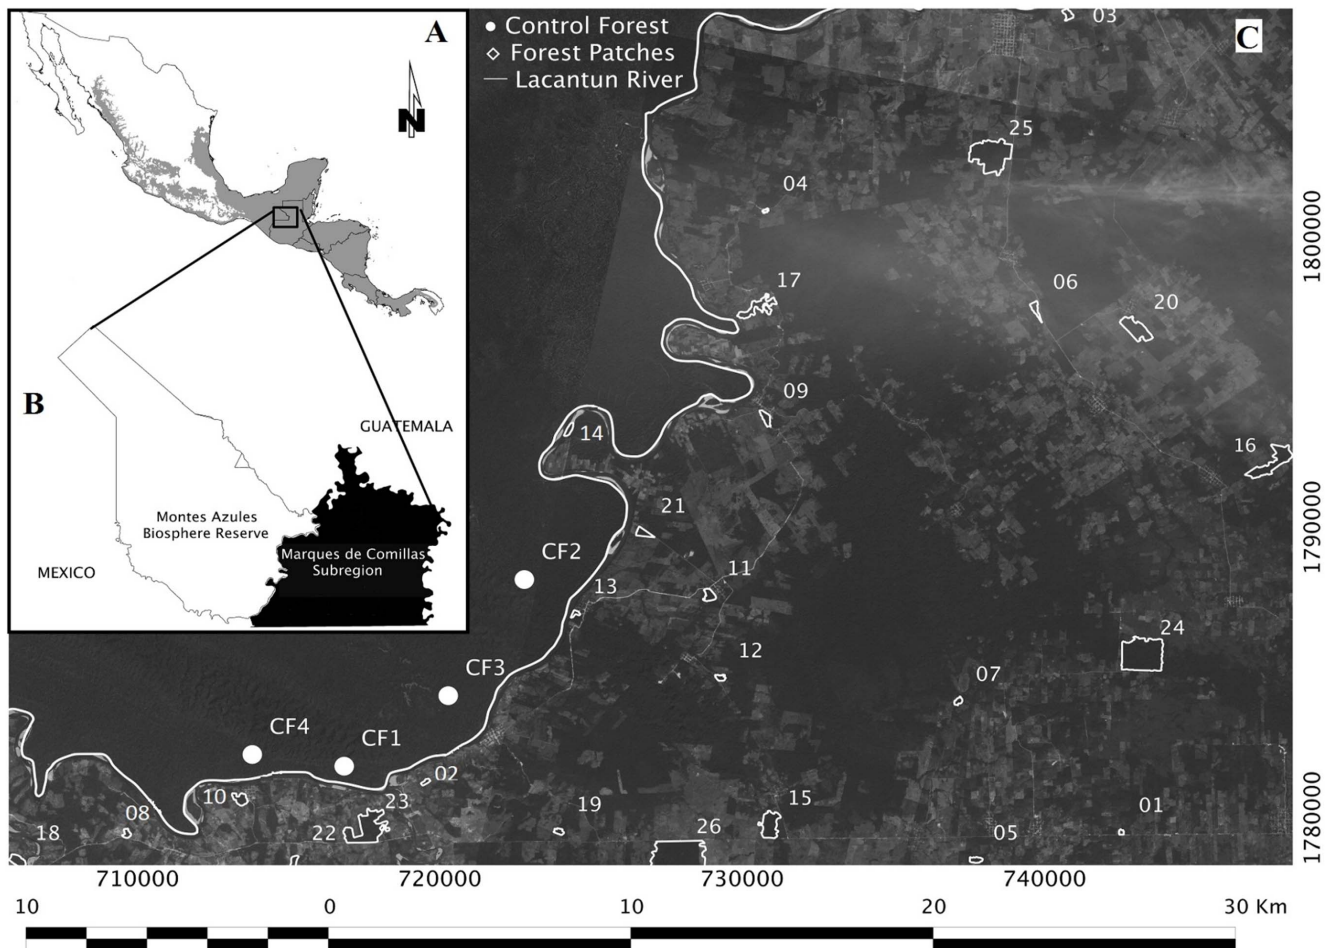 A
N
B
GUATEMALA
Montes Azules
Biosphere Reserve
Marques de Comillas
Subregion
MEXICO
Control Forest
Forest Patches
Lacantun River
C
03
25
04
17
06
20
09
14
16
21
CF2
13
11
12
24
07
CF3
CF4
CF1
02
10
23
08
22
18
19
26
15
05
01
1800000
1790000
1780000
710000
720000
730000
740000
10
0
10
20
30 Km